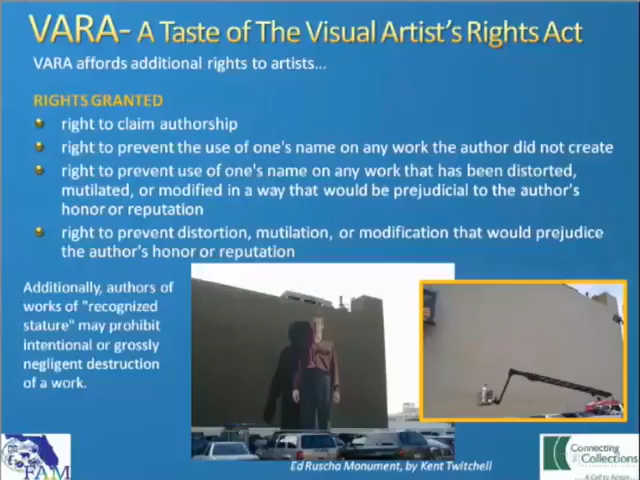 VARA- A Taste of The Visual Artist's Rights Act
VARA affords additional rights to artists...
RIGHTS GRANTED
right to claim authorship
right to prevent the use of one's name on any work the author did not create
right to prevent use of one's name on any work that has been distorted,
mutilated, or modified in a way that would be prejudicial to the author's
honor or reputation
right to prevent distortion, mutilation, or modification that would prejudice
the author's honor or reputation
Additionally, authors of
works of "recognized
stature" may prohibit
intentional or grossly
negligent destruction
of a work.
Ed Ruscha Monument, by Kent Twitchell
FAM
Connecting
to Collections
A Call to Action